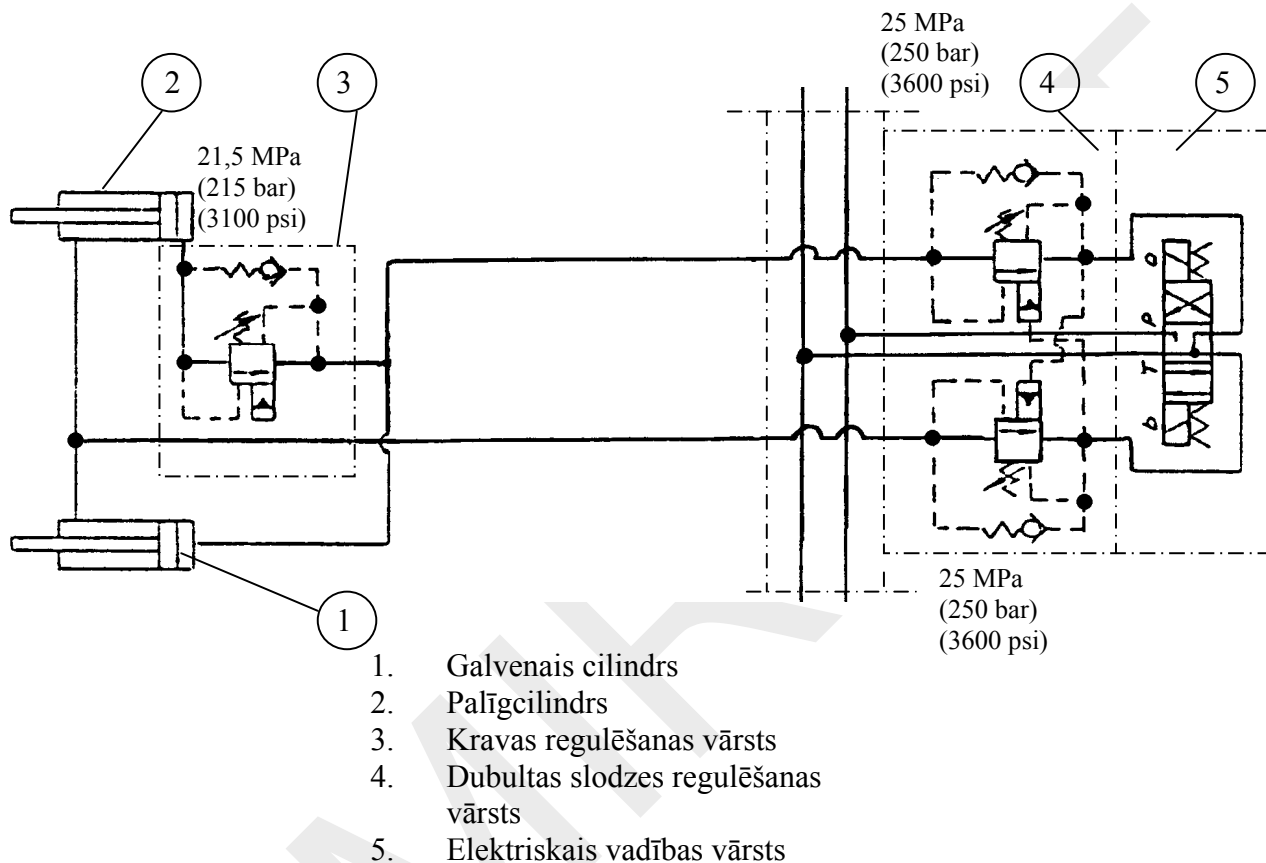 25 MPa
(250 bar)
(3600 psi)
2
3
4
5
21,5 MPa
(215 bar)
(3100 psi)
a
P
T
b
25 MPa
(250 bar)
(3600 psi)
1
1. Galvenais cilindrs
2. Palīgcilindrs
3. Kravas regulēšanas vārsts
4. Dubultas slodzes regulēšanas
vārsts
5. Elektriskais vadības vārsts